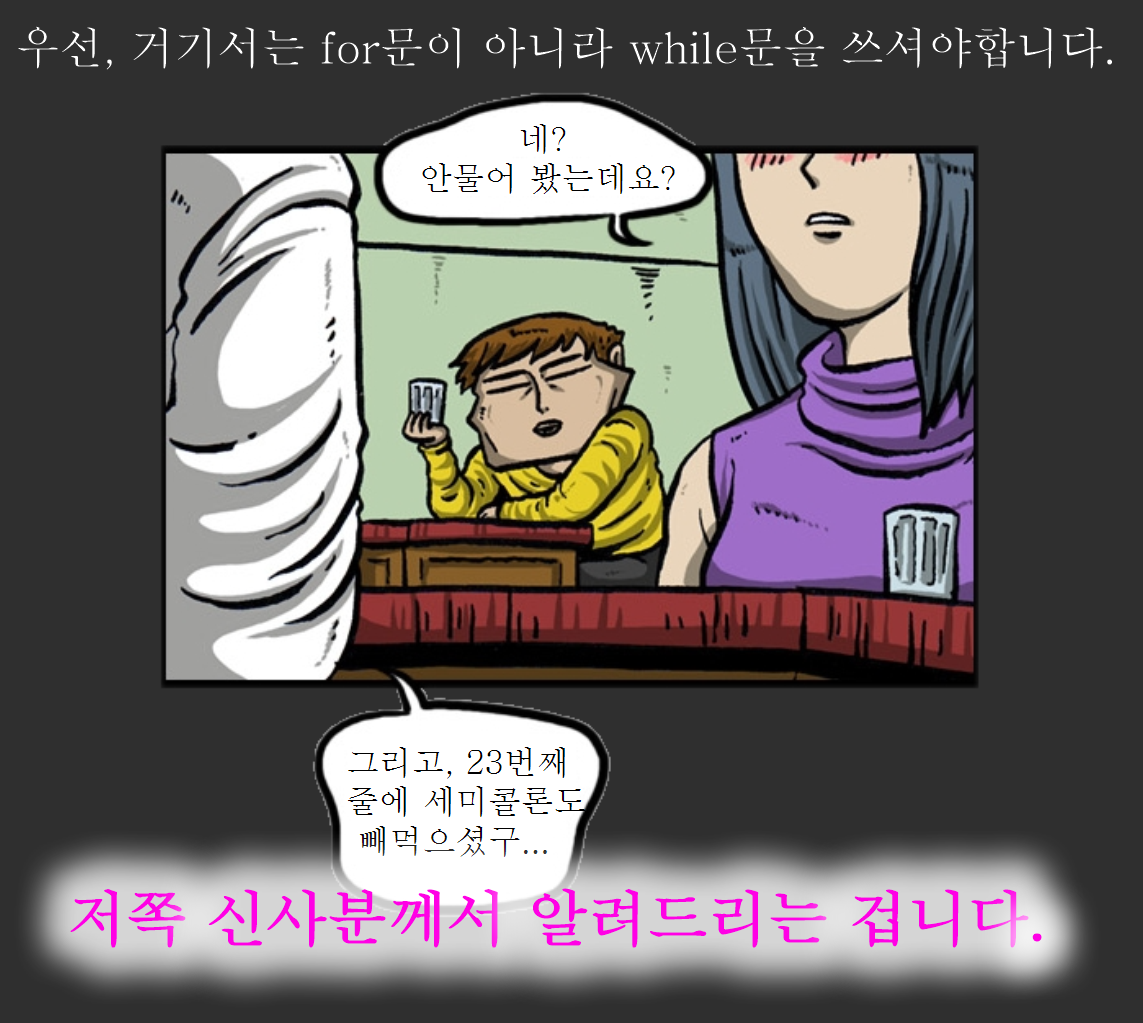 우선, 거기서는 for문이 아니라 while문을 쓰셔야합니다.
네?
안물어 봤는데요?
그리고, 23번째
줄에 세미콜론도
빼먹으셨구...
저쪽 신사분께서 알려드리는 겁니다.